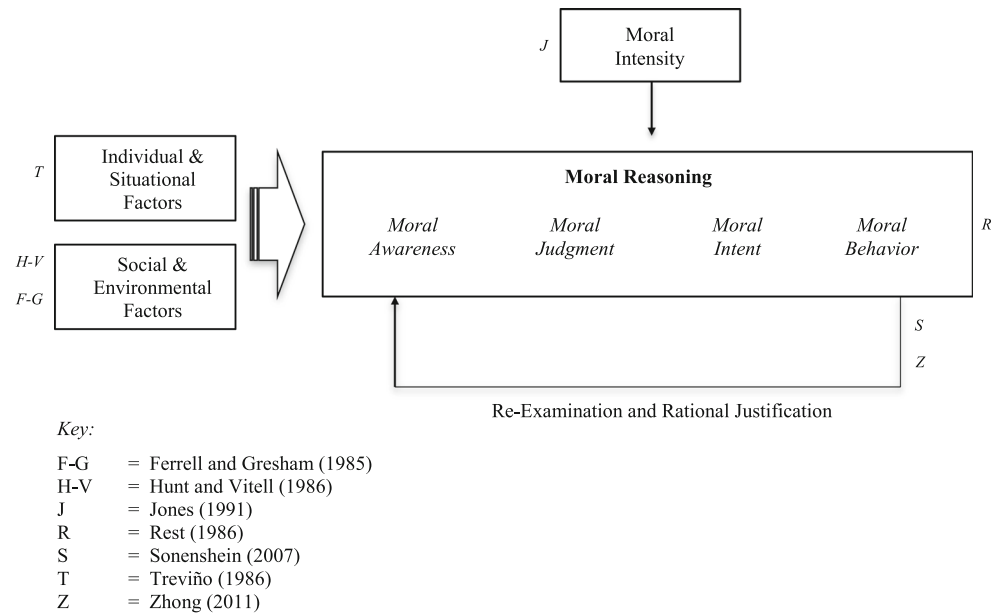 J
Moral
Intensity
T
Individual &
Situational
Factors
H-V
F-G
Social &
Environmental
Factors
Moral Reasoning
Moral
Awareness
Moral
Judgment
Moral
Intent
Moral
Behavior
R
S
Z
Re-Examination and Rational Justification
Key:
F-G = Ferrell and Gresham (1985)
H-V = Hunt and Vitell (1986)
J = Jones (1991)
R = Rest (1986)
S = Sonenshein (2007)
T = Treviño (1986)
Z = Zhong (2011)